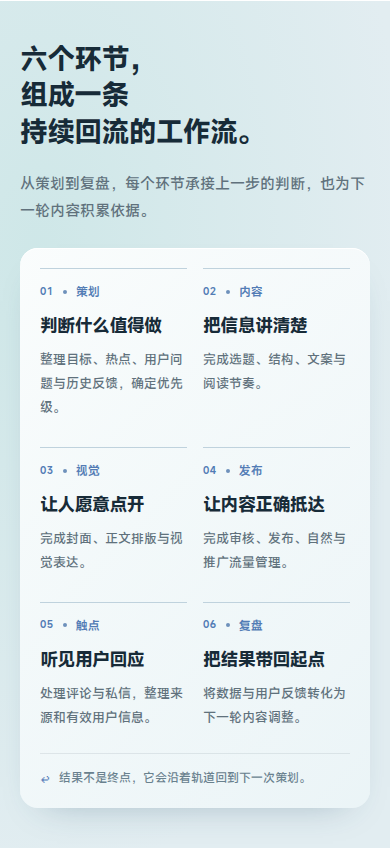 六个环节，
组成一条
持续回流的工作流。
从策划到复盘，每个环节承接上一步的判断，也为下
一轮内容积累依据。
01 • 策划
判断什么值得做
整理目标、热点、用户问
题与历史反馈，确定优先
级。
02 • 内容
把信息讲清楚
完成选题、结构、文案与
阅读节奏。
03 • 视觉
让人愿意点开
完成封面、正文排版与视
觉表达。
04 • 发布
让内容正确抵达
完成审核、发布、自然与
推广流量管理。
05 • 触点
听见用户回应
处理评论与私信，整理来
源和有效用户信息。
06 • 复盘
把结果带回起点
将数据与用户反馈转化为
下一轮内容调整。
↩ 结果不是终点，它会沿着轨道回到下一次策划。